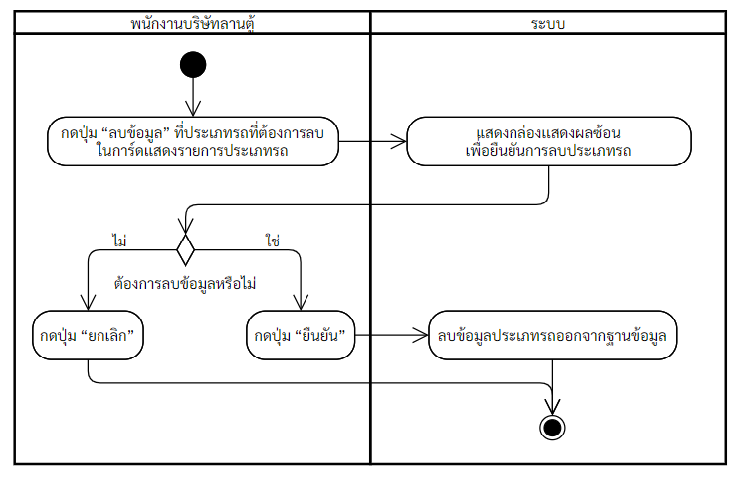 พนักงานบริษัทลานตู้
ระบบ
กดปุ่ม “ลบข้อมูล” ที่ประเภทรถที่ต้องการลบ
ในการ์ดแสดงรายการประเภทรถ
แสดงกล่องแสดงผลซ้อน
เพื่อยืนยันการลบประเภทรถ
ไม่
ใช่
ต้องการลบข้อมูลหรือไม่
กดปุ่ม “ยกเลิก”
กดปุ่ม “ยืนยัน”
ลบข้อมูลประเภทรถออกจากฐานข้อมูล